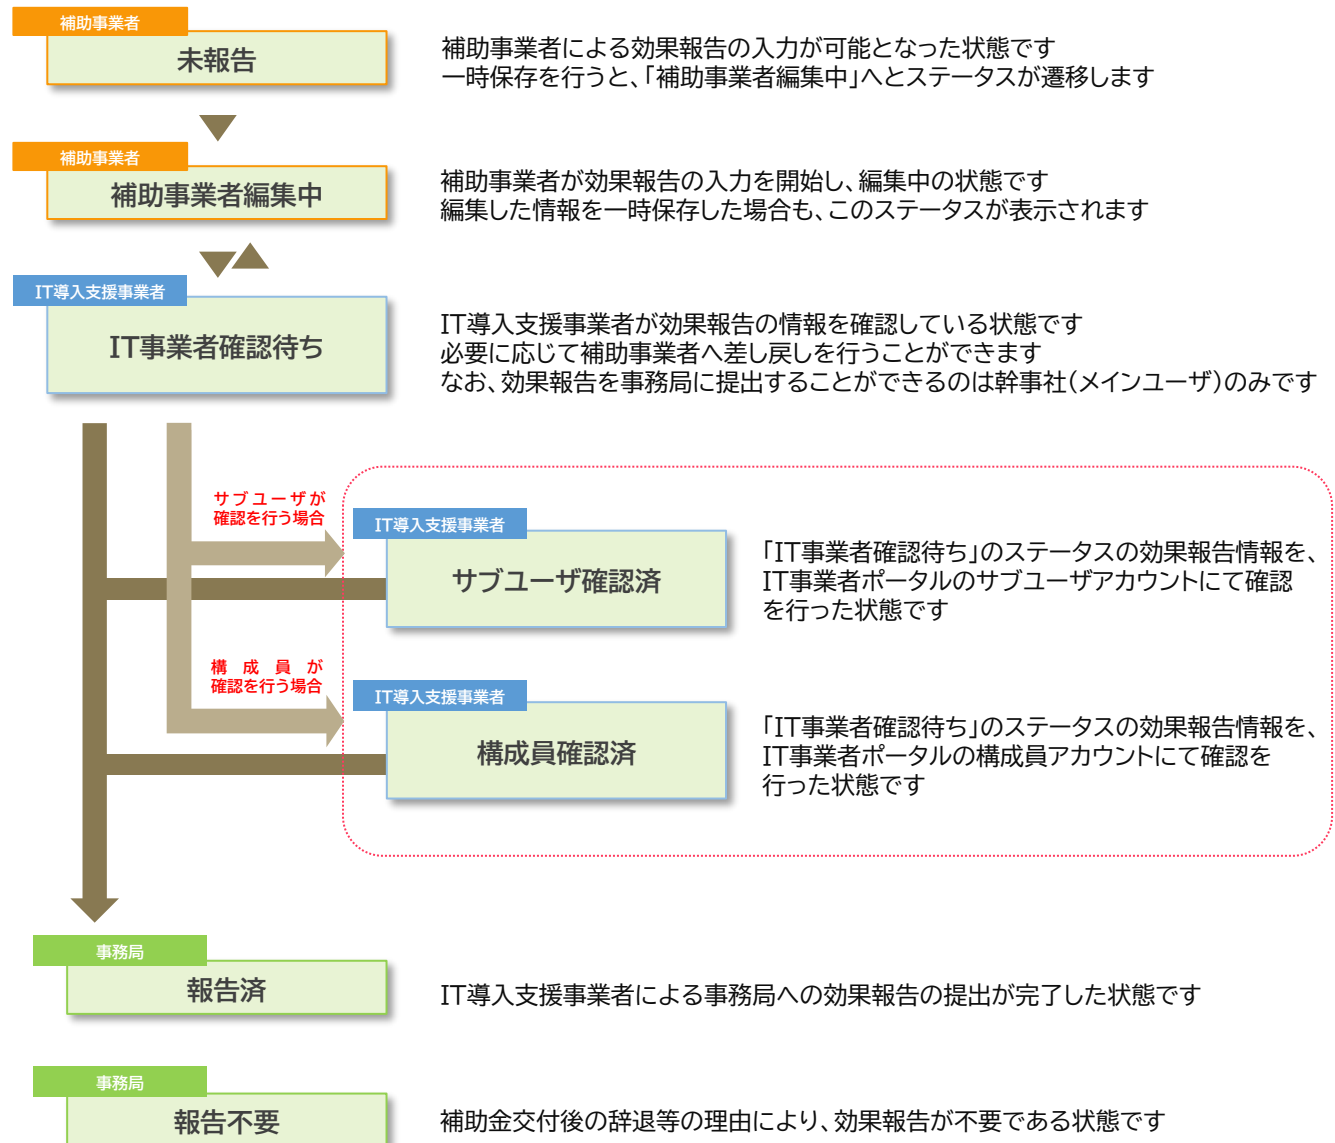 補助事業者
未報告
補助事業者による効果報告の入力が可能となった状態です
一時保存を行うと、「補助事業者編集中」へとステータスが遷移します
補助事業者
補助事業者編集中
補助事業者が効果報告の入力を開始し、編集中の状態です
編集した情報を一時保存した場合も、このステータスが表示されます
IT導入支援事業者
IT事業者確認待ち
IT導入支援事業者が効果報告の情報を確認している状態です
必要に応じて補助事業者へ差し戻しを行うことができます
なお、効果報告を事務局に提出することができるのは幹事社(メインユーザ)のみです
サブユーザが
確認を行う場合
IT導入支援事業者
サブユーザ確認済
「IT事業者確認待ち」のステータスの効果報告情報を、
IT事業者ポータルのサブユーザアカウントにて確認
を行った状態です
構成員が
確認を行う場合
IT導入支援事業者
構成員確認済
「IT事業者確認待ち」のステータスの効果報告情報を、
IT事業者ポータルの構成員アカウントにて確認を
行った状態です
事務局
報告済
IT導入支援事業者による事務局への効果報告の提出が完了した状態です
事務局
報告不要
補助金交付後の辞退等の理由により、効果報告が不要である状態です